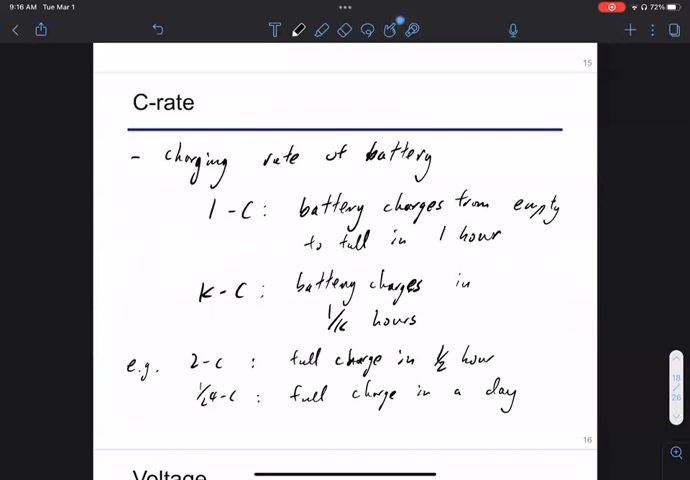 9:16 AM Tue Mar 1
72%
15
C-rate
- charging rate of battery
1-C: battery charges from empty
to full in 1 hour
K-C: battery charges in
1/K hours
e.g. 2-C: full charge in 1/2 hour
1/24-C: full charge in a day
18
/
26
16
Voltage